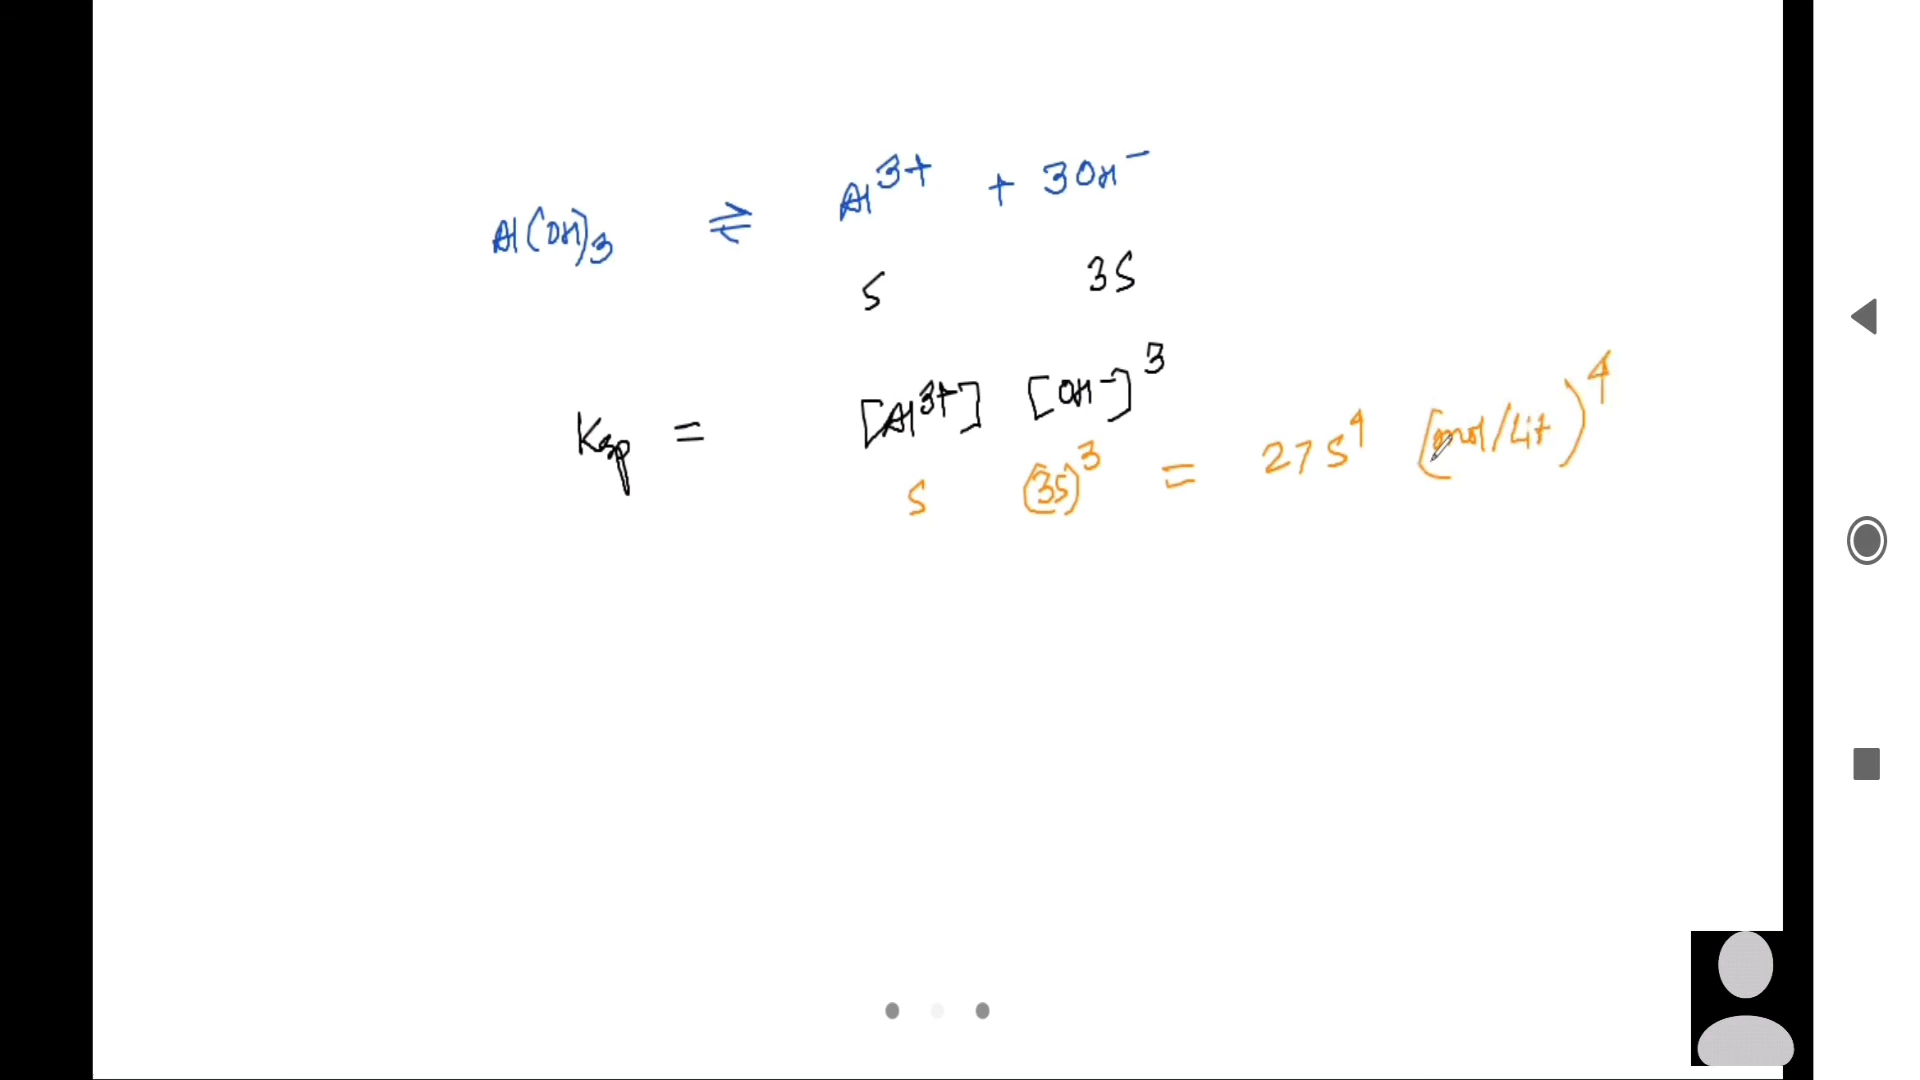 Al(OH)₃ ⇌ Al³⁺ + 3OH⁻
S 3S
Ksp = [Al³⁺] [OH⁻]³
S (3S)³ = 27S⁴ (mol/Lit)⁴